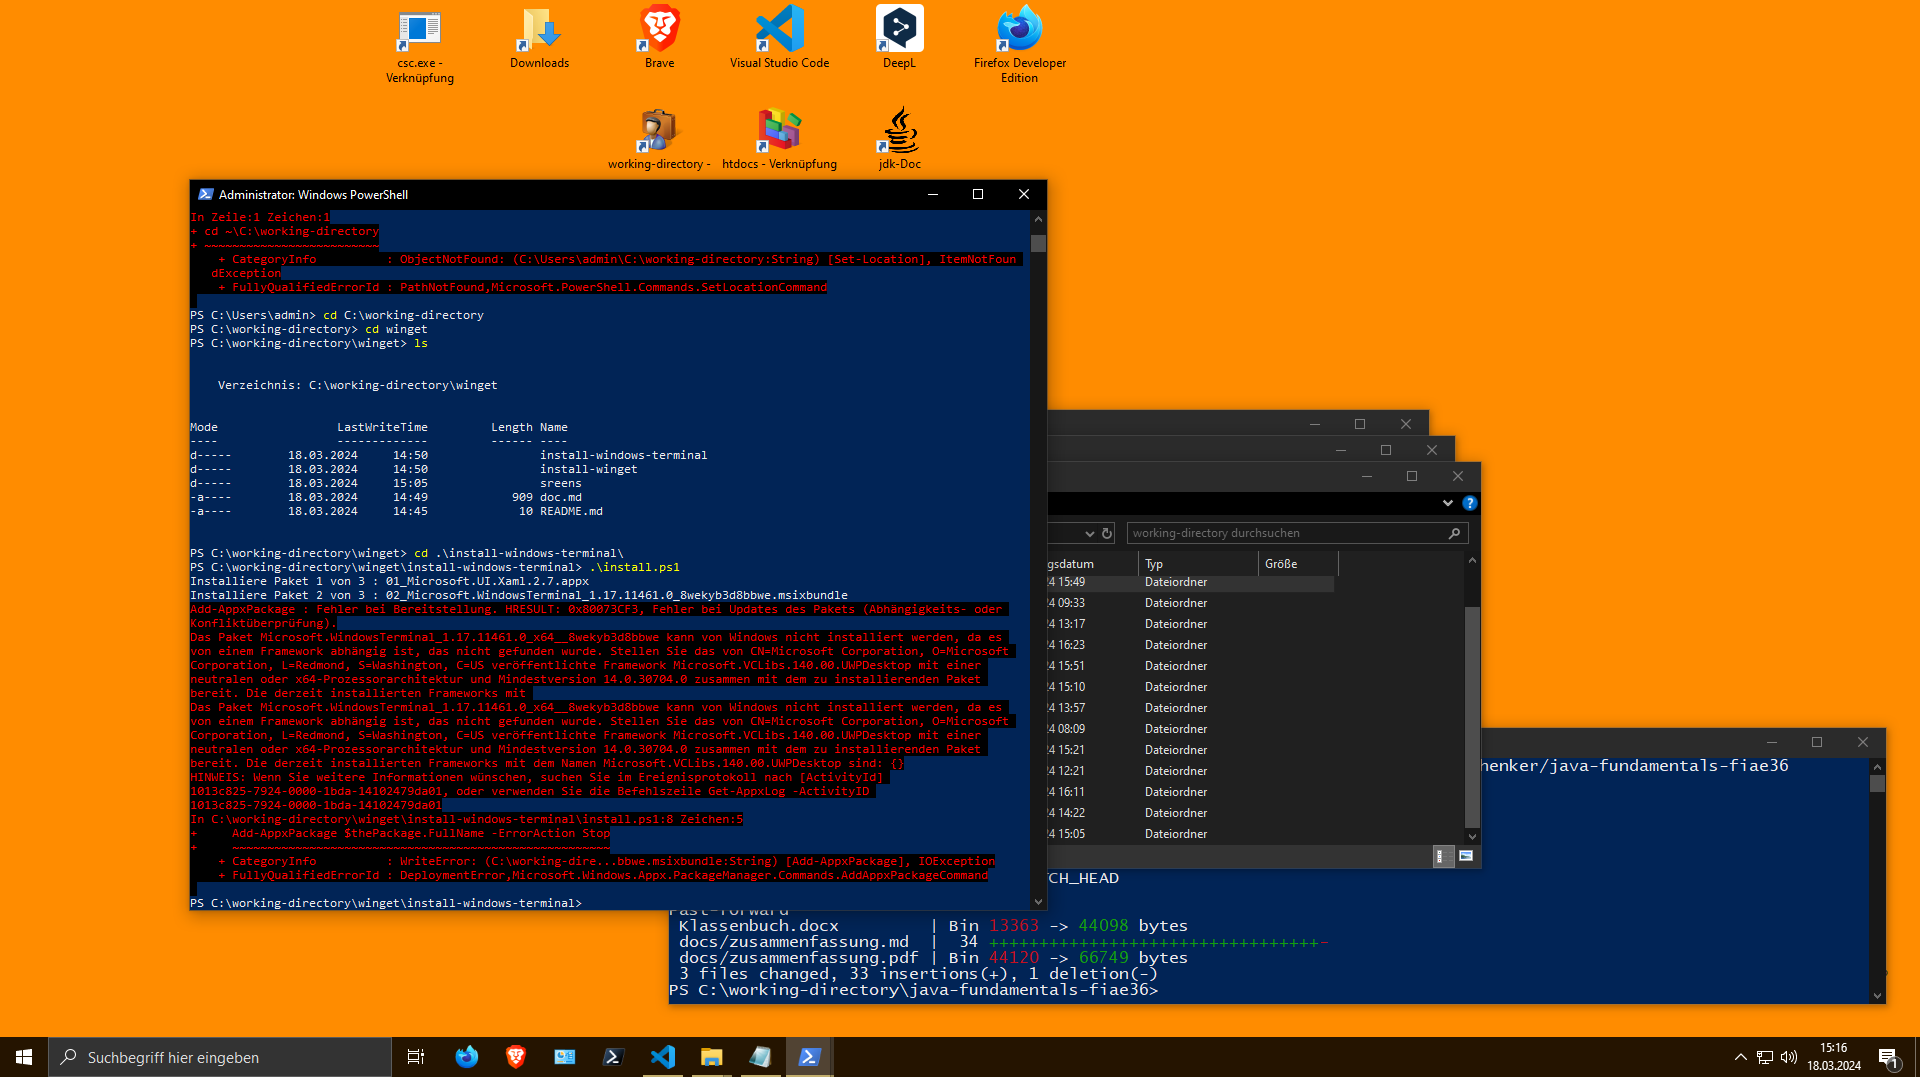 csc.exe -
Verknüpfung
Downloads
Brave
Visual Studio Code
DeepL
Firefox Developer
Edition
working-directory -
htdocs - Verknüpfung
jdk-Doc
Administrator: Windows PowerShell
In Zeile:1 Zeichen:1
+ cd ~\C:\working-directory
+ ~~~~~~~~~~~~~~~~~~~~~~~~~
+ CategoryInfo          : ObjectNotFound: (C:\Users\admin\C:\working-directory:String) [Set-Location], ItemNotFoun
dException
+ FullyQualifiedErrorId : PathNotFound,Microsoft.PowerShell.Commands.SetLocationCommand
PS C:\Users\admin> cd C:\working-directory
PS C:\working-directory> cd winget
PS C:\working-directory\winget> ls
Verzeichnis: C:\working-directory\winget
Mode                 LastWriteTime         Length Name
----                 -------------         ------ ----
d-----        18.03.2024     14:50                install-windows-terminal
d-----        18.03.2024     14:50                install-winget
d-----        18.03.2024     15:05                sreens
-a----        18.03.2024     14:49            909 doc.md
-a----        18.03.2024     14:45             10 README.md
PS C:\working-directory\winget> cd .\install-windows-terminal\
PS C:\working-directory\winget\install-windows-terminal> .\install.ps1
Installiere Paket 1 von 3 : 01_Microsoft.UI.Xaml.2.7.appx
Installiere Paket 2 von 3 : 02_Microsoft.WindowsTerminal_1.17.11461.0_8wekyb3d8bbwe.msixbundle
Add-AppxPackage : Fehler bei Bereitstellung. HRESULT: 0x80073CF3, Fehler bei Updates des Pakets (Abhängigkeits- oder
Konfliktüberprüfung).
Das Paket Microsoft.WindowsTerminal_1.17.11461.0_x64__8wekyb3d8bbwe kann von Windows nicht installiert werden, da es
von einem Framework abhängig ist, das nicht gefunden wurde. Stellen Sie das von CN=Microsoft Corporation, O=Microsoft
Corporation, L=Redmond, S=Washington, C=US veröffentlichte Framework Microsoft.VCLibs.140.00.UWPDesktop mit einer
neutralen oder x64-Prozessorarchitektur und Mindestversion 14.0.30704.0 zusammen mit dem zu installierenden Paket
bereit. Die derzeit installierten Frameworks mit
Das Paket Microsoft.WindowsTerminal_1.17.11461.0_x64__8wekyb3d8bbwe kann von Windows nicht installiert werden, da es
von einem Framework abhängig ist, das nicht gefunden wurde. Stellen Sie das von CN=Microsoft Corporation, O=Microsoft
Corporation, L=Redmond, S=Washington, C=US veröffentlichte Framework Microsoft.VCLibs.140.00.UWPDesktop mit einer
neutralen oder x64-Prozessorarchitektur und Mindestversion 14.0.30704.0 zusammen mit dem zu installierenden Paket
bereit. Die derzeit installierten Frameworks mit dem Namen Microsoft.VCLibs.140.00.UWPDesktop sind: {}
HINWEIS: Wenn Sie weitere Informationen wünschen, suchen Sie im Ereignisprotokoll nach [ActivityId]
1013c825-7924-0000-1bda-14102479da01, oder verwenden Sie die Befehlszeile Get-AppxLog -ActivityID
1013c825-7924-0000-1bda-14102479da01
In C:\working-directory\winget\install-windows-terminal\install.ps1:8 Zeichen:5
+     Add-AppxPackage $thePackage.FullName -ErrorAction Stop
+     ~~~~~~~~~~~~~~~~~~~~~~~~~~~~~~~~~~~~~~~~~~~~~~~~~~~~~~
+ CategoryInfo          : WriteError: (C:\working-dire...bbwe.msixbundle:String) [Add-AppxPackage], IOException
+ FullyQualifiedErrorId : DeploymentError,Microsoft.Windows.Appx.PackageManager.Commands.AddAppxPackageCommand
PS C:\working-directory\winget\install-windows-terminal>
working-directory durchsuchen
gsdatum Typ Größe
24 15:49 Dateiordner
24 09:33 Dateiordner
24 13:17 Dateiordner
24 16:23 Dateiordner
24 15:51 Dateiordner
24 15:10 Dateiordner
24 13:57 Dateiordner
24 08:09 Dateiordner
24 15:21 Dateiordner
24 12:21 Dateiordner
24 16:11 Dateiordner
24 14:22 Dateiordner
24 15:05 Dateiordner
henker/java-fundamentals-fiae36
TCH_HEAD
Fast-forward
Klassenbuch.docx         | Bin 13363 -> 44098 bytes
docs/zusammenfassung.md  |  34 +++++++++++++++++++++++++++++++++-
docs/zusammenfassung.pdf | Bin 44120 -> 66749 bytes
3 files changed, 33 insertions(+), 1 deletion(-)
PS C:\working-directory\java-fundamentals-fiae36>
Suchbegriff hier eingeben
15:16
18.03.2024
1